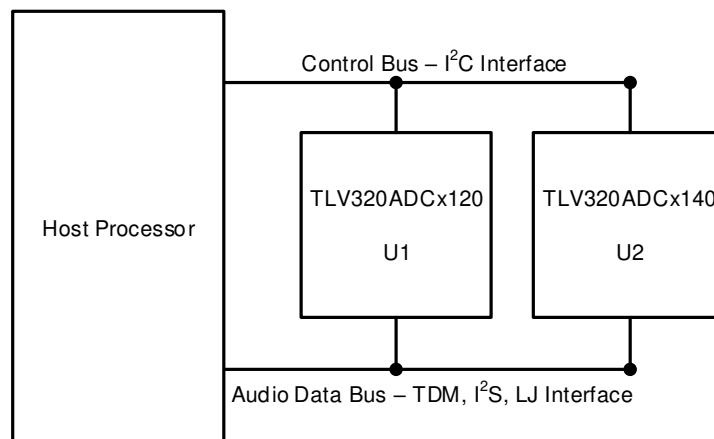 Control Bus – I²C Interface
TLV320ADCx120
TLV320ADCx140
Host Processor
U1
U2
Audio Data Bus – TDM, I²S, LJ Interface